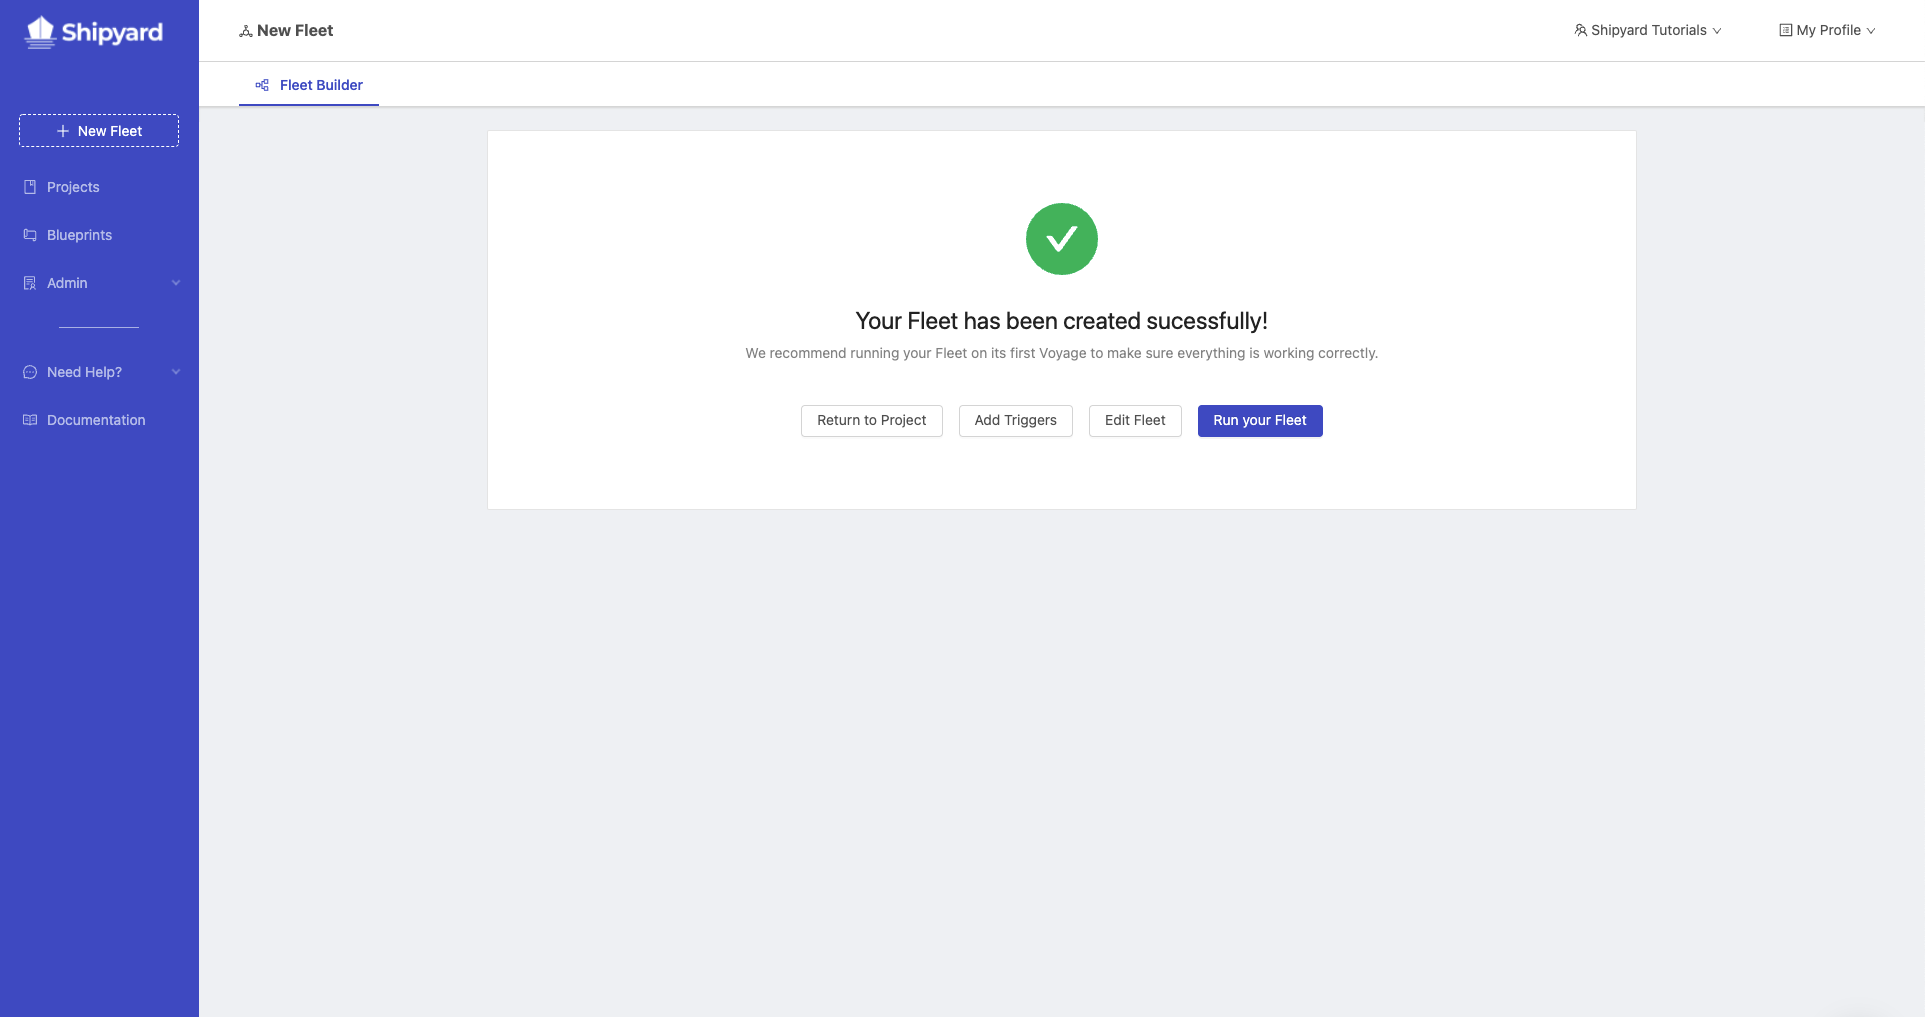 Shipyard
New Fleet
Shipyard Tutorials
My Profile
Fleet Builder
New Fleet
Projects
Blueprints
Admin
Need Help?
Documentation
Your Fleet has been created sucessfully!
We recommend running your Fleet on its first Voyage to make sure everything is working correctly.
Return to Project
Add Triggers
Edit Fleet
Run your Fleet